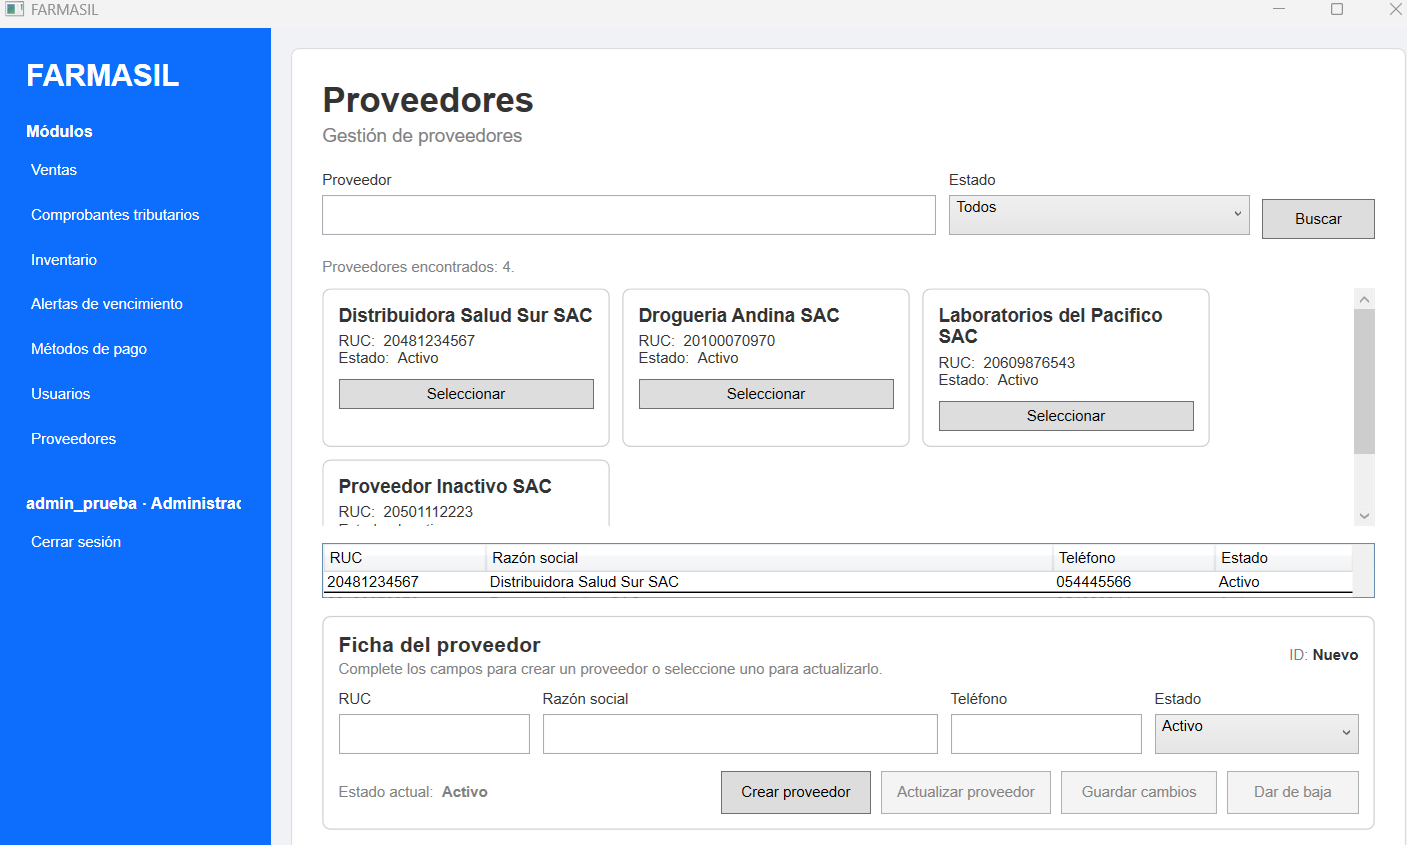 FARMASIL
FARMASIL
Módulos
Ventas
Comprobantes tributarios
Inventario
Alertas de vencimiento
Métodos de pago
Usuarios
Proveedores
admin_prueba · Administrad
Cerrar sesión
Proveedores
Gestión de proveedores
Proveedor
Estado
Todos
Buscar
Proveedores encontrados: 4.
Distribuidora Salud Sur SAC
RUC: 20481234567
Estado: Activo
Seleccionar
Drogueria Andina SAC
RUC: 20100070970
Estado: Activo
Seleccionar
Laboratorios del Pacifico
SAC
RUC: 20609876543
Estado: Activo
Seleccionar
Proveedor Inactivo SAC
RUC: 20501112223
RUC Razón social Teléfono Estado
20481234567 Distribuidora Salud Sur SAC 054445566 Activo
Ficha del proveedor
Complete los campos para crear un proveedor o seleccione uno para actualizarlo.
ID: Nuevo
RUC Razón social Teléfono Estado
Activo
Estado actual: Activo
Crear proveedor
Actualizar proveedor
Guardar cambios
Dar de baja